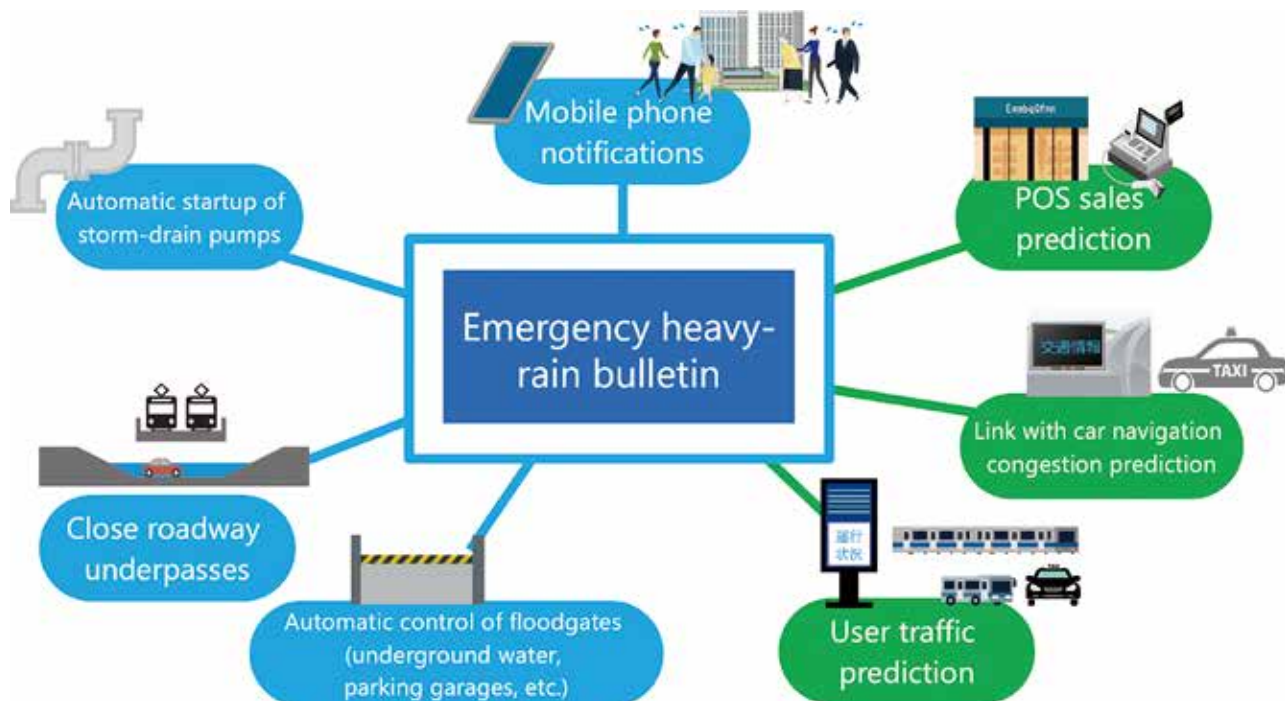 Mobile phone
notifications
Automatic startup of
storm-drain pumps
POS sales
prediction
Emergency heavy-
rain bulletin
交通情報
TAXI
Link with car navigation
congestion prediction
Close roadway
underpasses
運行
状況
Automatic control of floodgates
(underground water,
parking garages, etc.)
User traffic
prediction